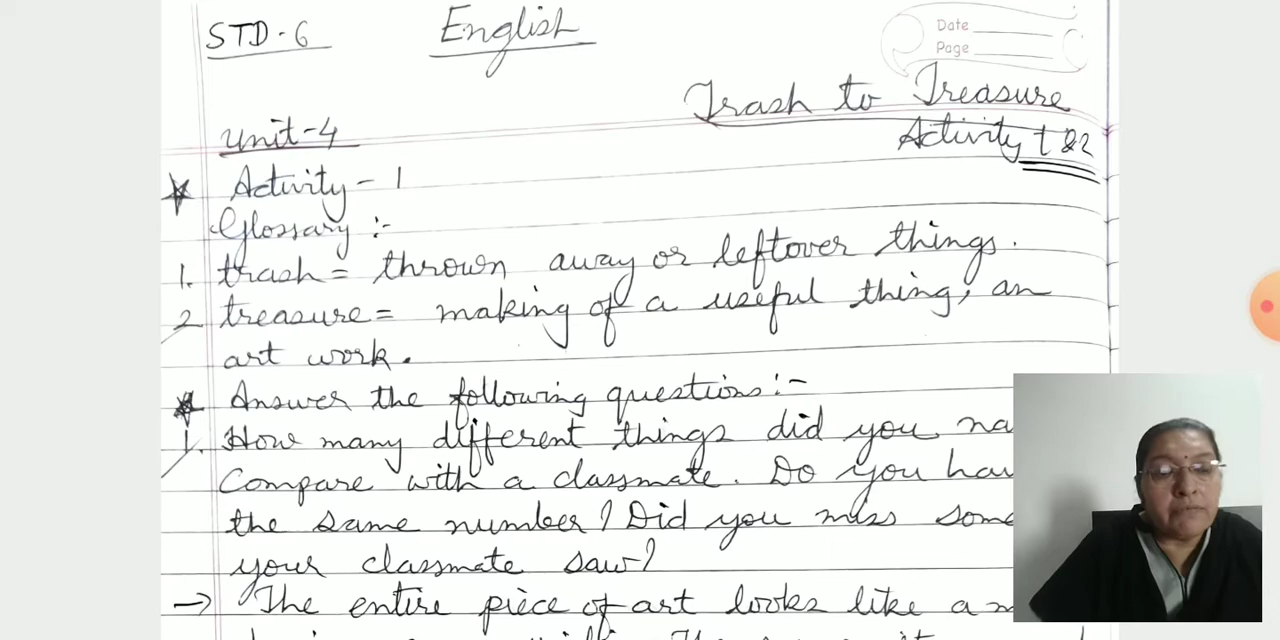 STD-6 English
Date
Page
Trash to Treasure
Activity 1 & 2
Unit-4
Activity - 1
Glossary :-
1. trash = thrown away or leftover things.
2 treasure = making of a useful thing, an
art work.
Answer the following questions :-
1. How many different things did you
Compare with a classmate. Do you
the same number? Did you miss
your classmate saw?
→ The entire piece of art looks like a